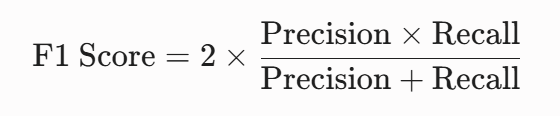 F1 Score = 2 × Precision × Recall / Precision + Recall